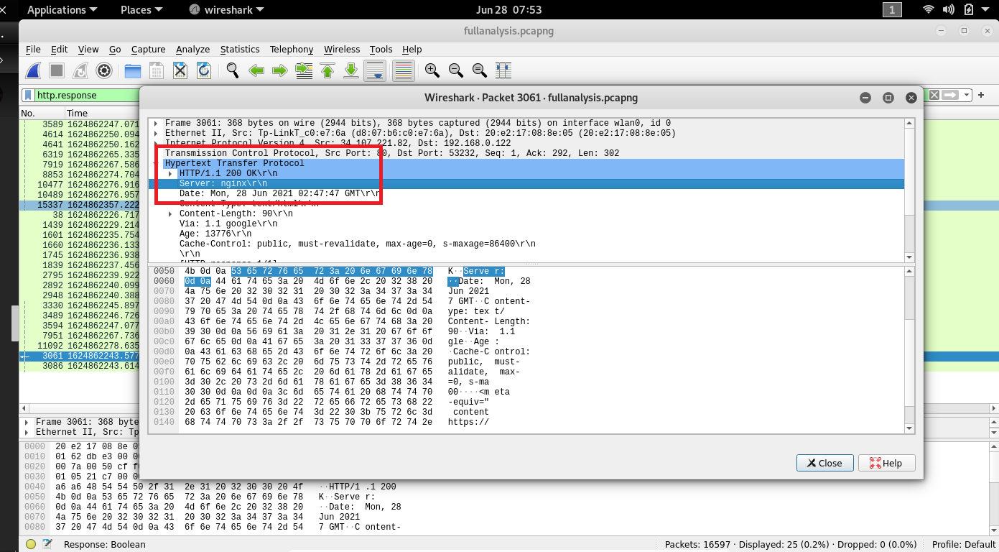 Applications Places wireshark Jun 28 07:53 1
fullanalysis.pcapng
File Edit View Go Capture Analyze Statistics Telephony Wireless Tools Help
http.response
Wireshark · Packet 3061 · fullanalysis.pcapng
No. Time
3589 1624862247.071
4614 1624862250.094
4641 1624862250.162
6319 1624862265.335
7919 1624862267.586
8853 1624862274.704
10477 1624862276.916
10489 1624862276.957
15337 1624862357.222
38 1624862226.717
1439 1624862229.214
1601 1624862235.754
1660 1624862236.133
1745 1624862236.938
1839 1624862237.456
2795 1624862239.922
2892 1624862240.099
2948 1624862240.388
3330 1624862245.897
3489 1624862246.726
3594 1624862247.077
7951 1624862267.736
11092 1624862278.635
3061 1624862243.577
3086 1624862243.614
Frame 3061: 368 bytes on wire (2944 bits), 368 bytes captured (2944 bits) on interface wlan0, id 0
Ethernet II, Src: Tp-LinkT_c0:e7:6a (d8:07:b6:c0:e7:6a), Dst: 20:e2:17:08:8e:05 (20:e2:17:08:8e:05)
Internet Protocol Version 4, Src: 34.107.221.82, Dst: 192.168.0.122
Transmission Control Protocol, Src Port: 80, Dst Port: 53232, Seq: 1, Ack: 292, Len: 302
Hypertext Transfer Protocol
HTTP/1.1 200 OK\r\n
Server: nginx\r\n
Date: Mon, 28 Jun 2021 02:47:47 GMT\r\n
Content-Type: text/html\r\n
Content-Length: 90\r\n
Via: 1.1 google\r\n
Age: 13776\r\n
Cache-Control: public, must-revalidate, max-age=0, s-maxage=86400\r\n
\r\n
[HTTP response 1/1]
0050 4b 0d 0a 53 65 72 76 65 72 3a 20 6e 67 69 6e 78 K··Serve r:
0060 0d 0a 44 61 74 65 3a 20 4d 6f 6e 2c 20 32 38 20 ··Date: Mon, 28
0070 4a 75 6e 20 32 30 32 31 20 30 32 3a 34 37 3a 34 Jun 2021
0080 37 20 47 4d 54 0d 0a 43 6f 6e 74 65 6e 74 2d 54 7 GMT··C ontent-
0090 79 70 65 3a 20 74 65 78 74 2f 68 74 6d 6c 0d 0a ype: tex t/
00a0 43 6f 6e 74 65 6e 74 2d 4c 65 6e 67 74 68 3a 20 Content- Length:
00b0 39 30 0d 0a 56 69 61 3a 20 31 2e 31 20 67 6f 6f 90··Via: 1.1
00c0 67 6c 65 0d 0a 41 67 65 3a 20 31 33 37 37 36 0d gle··Age :
00d0 0a 43 61 63 68 65 2d 43 6f 6e 74 72 6f 6c 3a 20 ·Cache-C ontrol:
00e0 70 75 62 6c 69 63 2c 20 6d 75 73 74 2d 72 65 76 public, must-
00f0 61 6c 69 64 61 74 65 2c 20 6d 61 78 2d 61 67 65 alidate, max-
0100 3d 30 2c 20 73 2d 6d 61 78 61 67 65 3d 38 36 34 =0, s-ma
0110 30 30 0d 0a 0d 0a 3c 6d 65 74 61 20 68 74 74 70 00····<m eta
0120 2d 65 71 75 69 76 3d 22 72 65 66 72 65 73 68 22 -equiv="
0130 20 63 6f 6e 74 65 6e 74 3d 22 30 3b 75 72 6c 3d content
0140 68 74 74 70 73 3a 2f 2f 73 75 70 70 6f 72 74 2e https://
Close Help
Frame 3061: 368 byte
Ethernet II, Src: Tp
0000 20 e2 17 08 8e
0010 01 62 db e3 00
0020 00 7a 00 50 cf
0030 01 05 21 c7 00
0040 a6 a6 48 54 54 50 2f 31 2e 31 20 32 30 30 20 4f ··HTTP/1 .1 200
0050 4b 0d 0a 53 65 72 76 65 72 3a 20 6e 67 69 6e 78 K··Serve r:
0060 0d 0a 44 61 74 65 3a 20 4d 6f 6e 2c 20 32 38 20 ··Date: Mon, 28
0070 4a 75 6e 20 32 30 32 31 20 30 32 3a 34 37 3a 34 Jun 2021
0080 37 20 47 4d 54 0d 0a 43 6f 6e 74 65 6e 74 2d 54 7 GMT··C ontent-
Response: Boolean Packets: 16597 · Displayed: 25 (0.2%) · Dropped: 0 (0.0%) Profile: Default